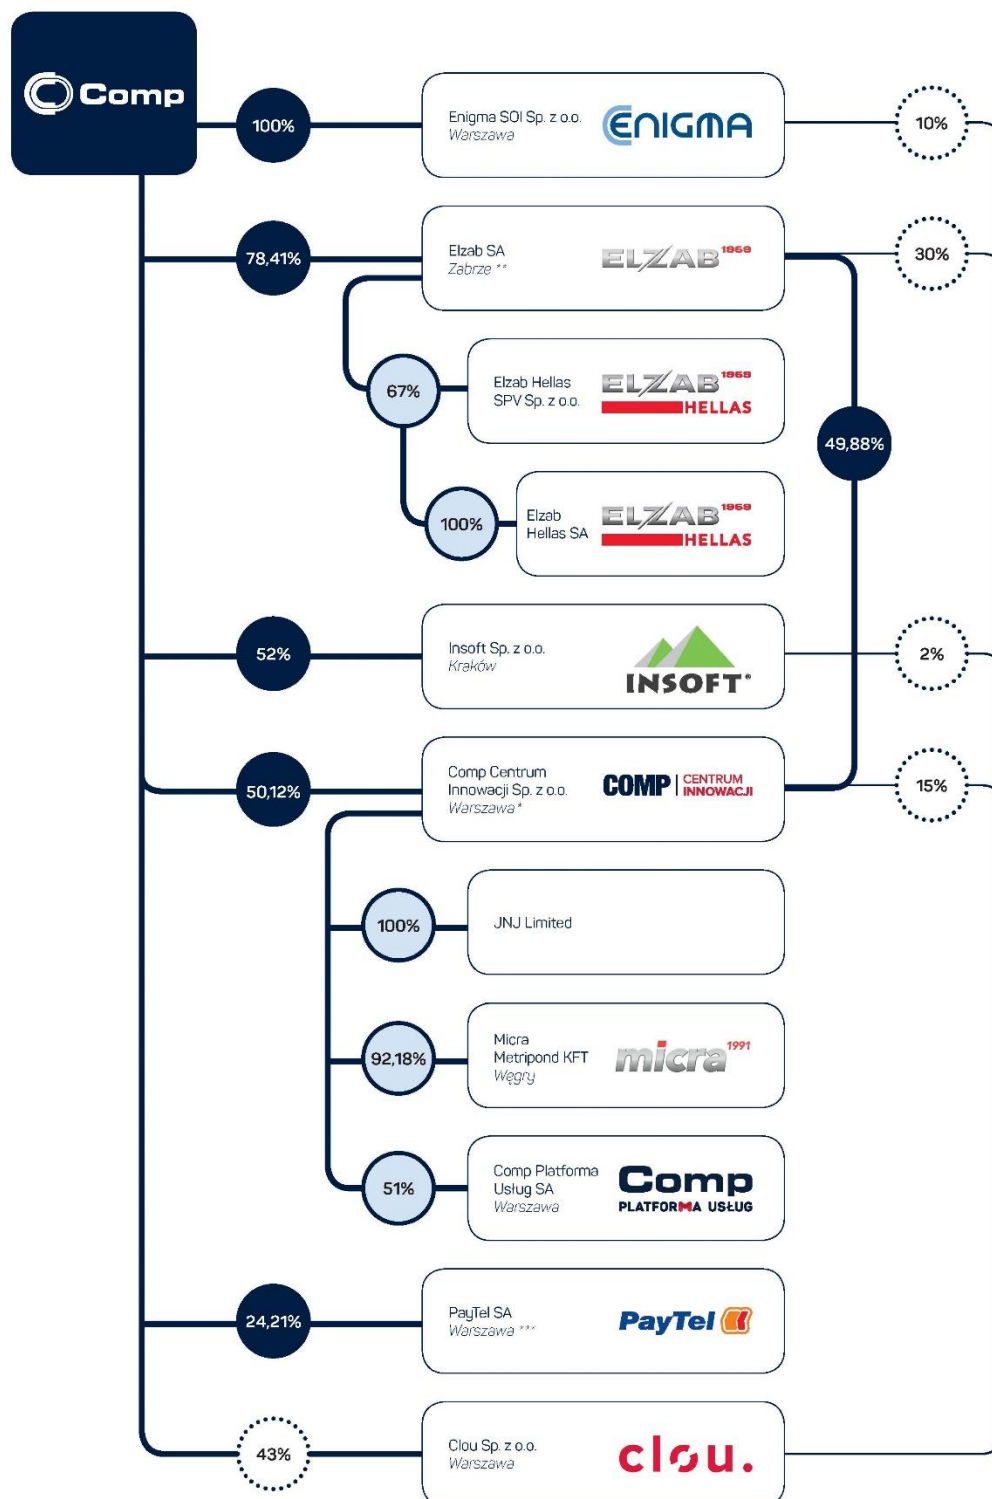 Comp
100%
Enigma SOI Sp. z o.o.
Warszawa
ENIGMA
10%
78,41%
Elzab SA
Zabrze **
ELZAB 1969
30%
67%
Elzab Hellas
SPV Sp. z o.o.
ELZAB 1969
HELLAS
49,88%
100%
Elzab
Hellas SA
ELZAB 1969
HELLAS
52%
Insoft Sp. z o.o.
Kraków
INSOFT®
2%
50,12%
Comp Centrum
Innowacji Sp. z o.o.
Warszawa *
COMP CENTRUM
INNOWACJI
15%
100%
JNJ Limited
92,18%
Micra
Metripond KFT
Węgry
micra 1991
51%
Comp Platforma
Usług SA
Warszawa
Comp
PLATFORMA USŁUG
24,21%
PayTel SA
Warszawa ***
PayTel
43%
Clou Sp. z o.o.
Warszawa
clou.